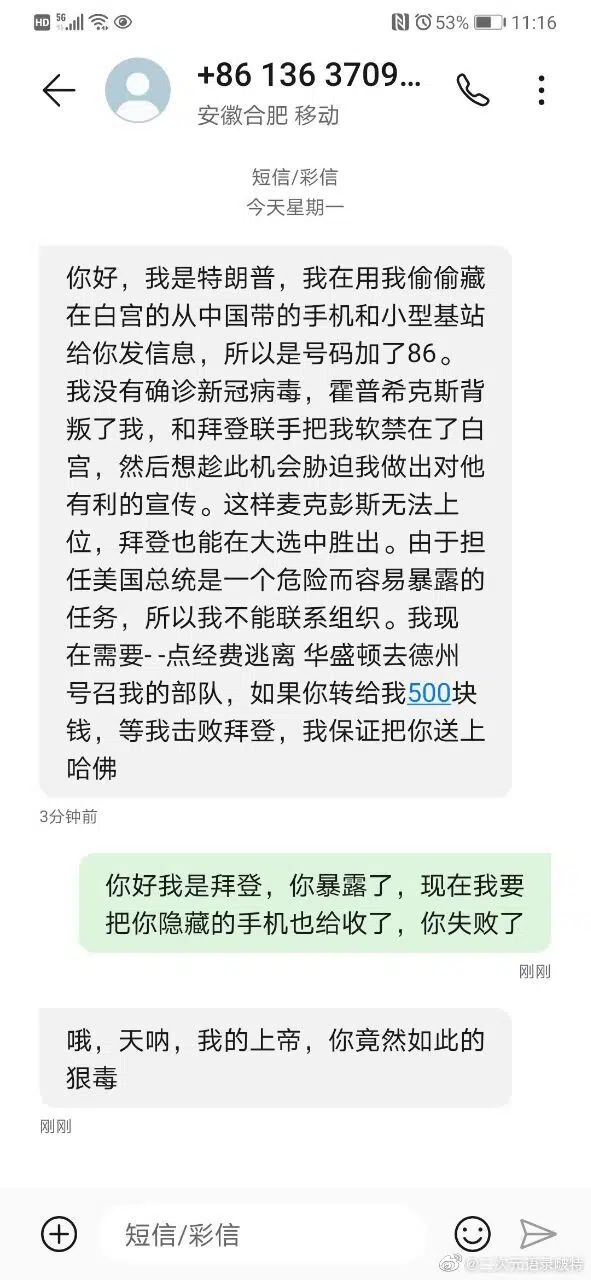 HD 5G 53% 11:16
+86 136 3709...
安徽合肥 移动
短信/彩信
今天星期一
你好，我是特朗普，我在用我偷偷藏
在白宫的从中国带的手机和小型基站
给你发信息，所以是号码加了86。
我没有确诊新冠病毒，霍普希克斯背
叛了我，和拜登联手把我软禁在了白
宫，然后想趁此机会胁迫我做出对他
有利的宣传。这样麦克彭斯无法上
位，拜登也能在大选中胜出。由于担
任美国总统是一个危险而容易暴露的
任务，所以我不能联系组织。我现
在需要- -点经费逃离 华盛顿去德州
号召我的部队，如果你转给我500块
钱，等我击败拜登，我保证把你送上
哈佛
3分钟前
你好我是拜登，你暴露了，现在我要
把你隐藏的手机也给收了，你失败了
刚刚
哦，天呐，我的上帝，你竟然如此的
狠毒
刚刚
短信/彩信
@二次元语录贩待